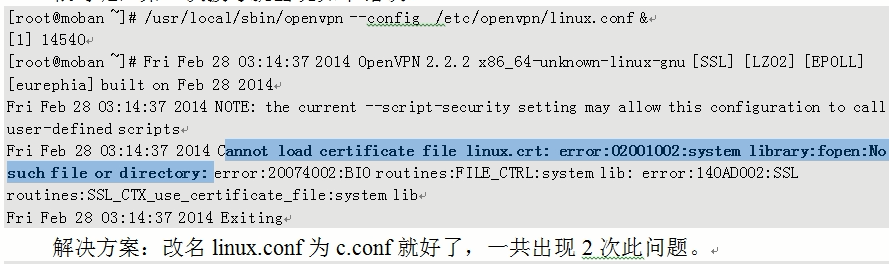 [root@moban ~]# /usr/local/sbin/openvpn --config /etc/openvpn/linux.conf &
[1] 14540
[root@moban ~]# Fri Feb 28 03:14:37 2014 OpenVPN 2.2.2 x86_64-unknown-linux-gnu [SSL] [LZO2] [EPOLL]
[eurephia] built on Feb 28 2014
Fri Feb 28 03:14:37 2014 NOTE: the current --script-security setting may allow this configuration to call
user-defined scripts
Fri Feb 28 03:14:37 2014 Cannot load certificate file linux.crt: error:02001002:system library:fopen:No
such file or directory: error:20074002:BIO routines:FILE_CTRL:system lib: error:140AD002:SSL
routines:SSL_CTX_use_certificate_file:system lib
Fri Feb 28 03:14:37 2014 Exiting
解决方案：改名 linux.conf 为 c.conf 就好了，一共出现 2 次此问题。